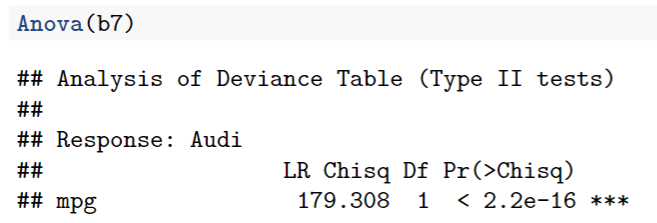 Anova(b7)
## Analysis of Deviance Table (Type II tests)
##
## Response: Audi
##                    LR Chisq Df Pr(>Chisq)
## mpg                 179.308  1  < 2.2e-16 ***